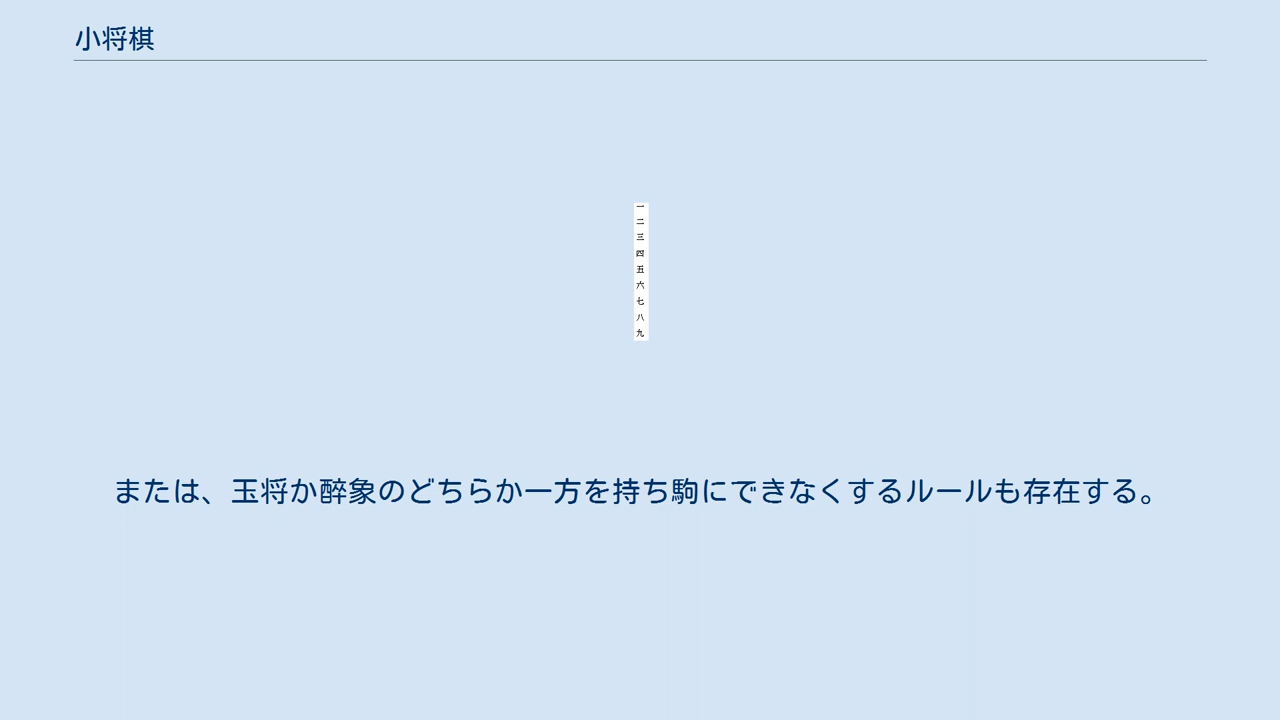 小将棋
一
二
三
四
五
六
七
八
九
または、玉将か醉象のどちらか一方を持ち駒にできなくするルールも存在する。